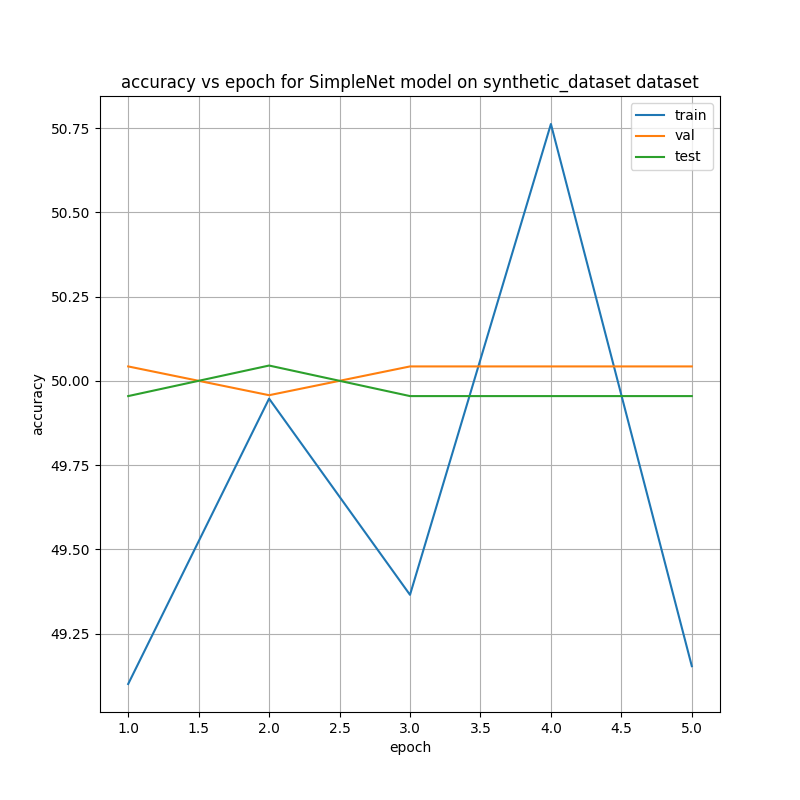 accuracy vs epoch for SimpleNet model on synthetic_dataset dataset
train
val
test
50.75
50.50
50.25
50.00
49.75
49.50
49.25
accuracy
1.0 1.5 2.0 2.5 3.0 3.5 4.0 4.5 5.0
epoch